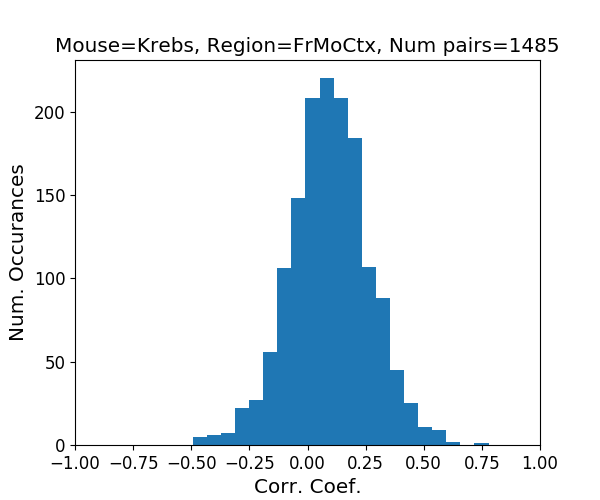 Mouse=Krebs, Region=FrMoCtx, Num pairs=1485
Num. Occurances
200
150
100
50
0
−1.00 −0.75 −0.50 −0.25 0.00 0.25 0.50 0.75 1.00
Corr. Coef.